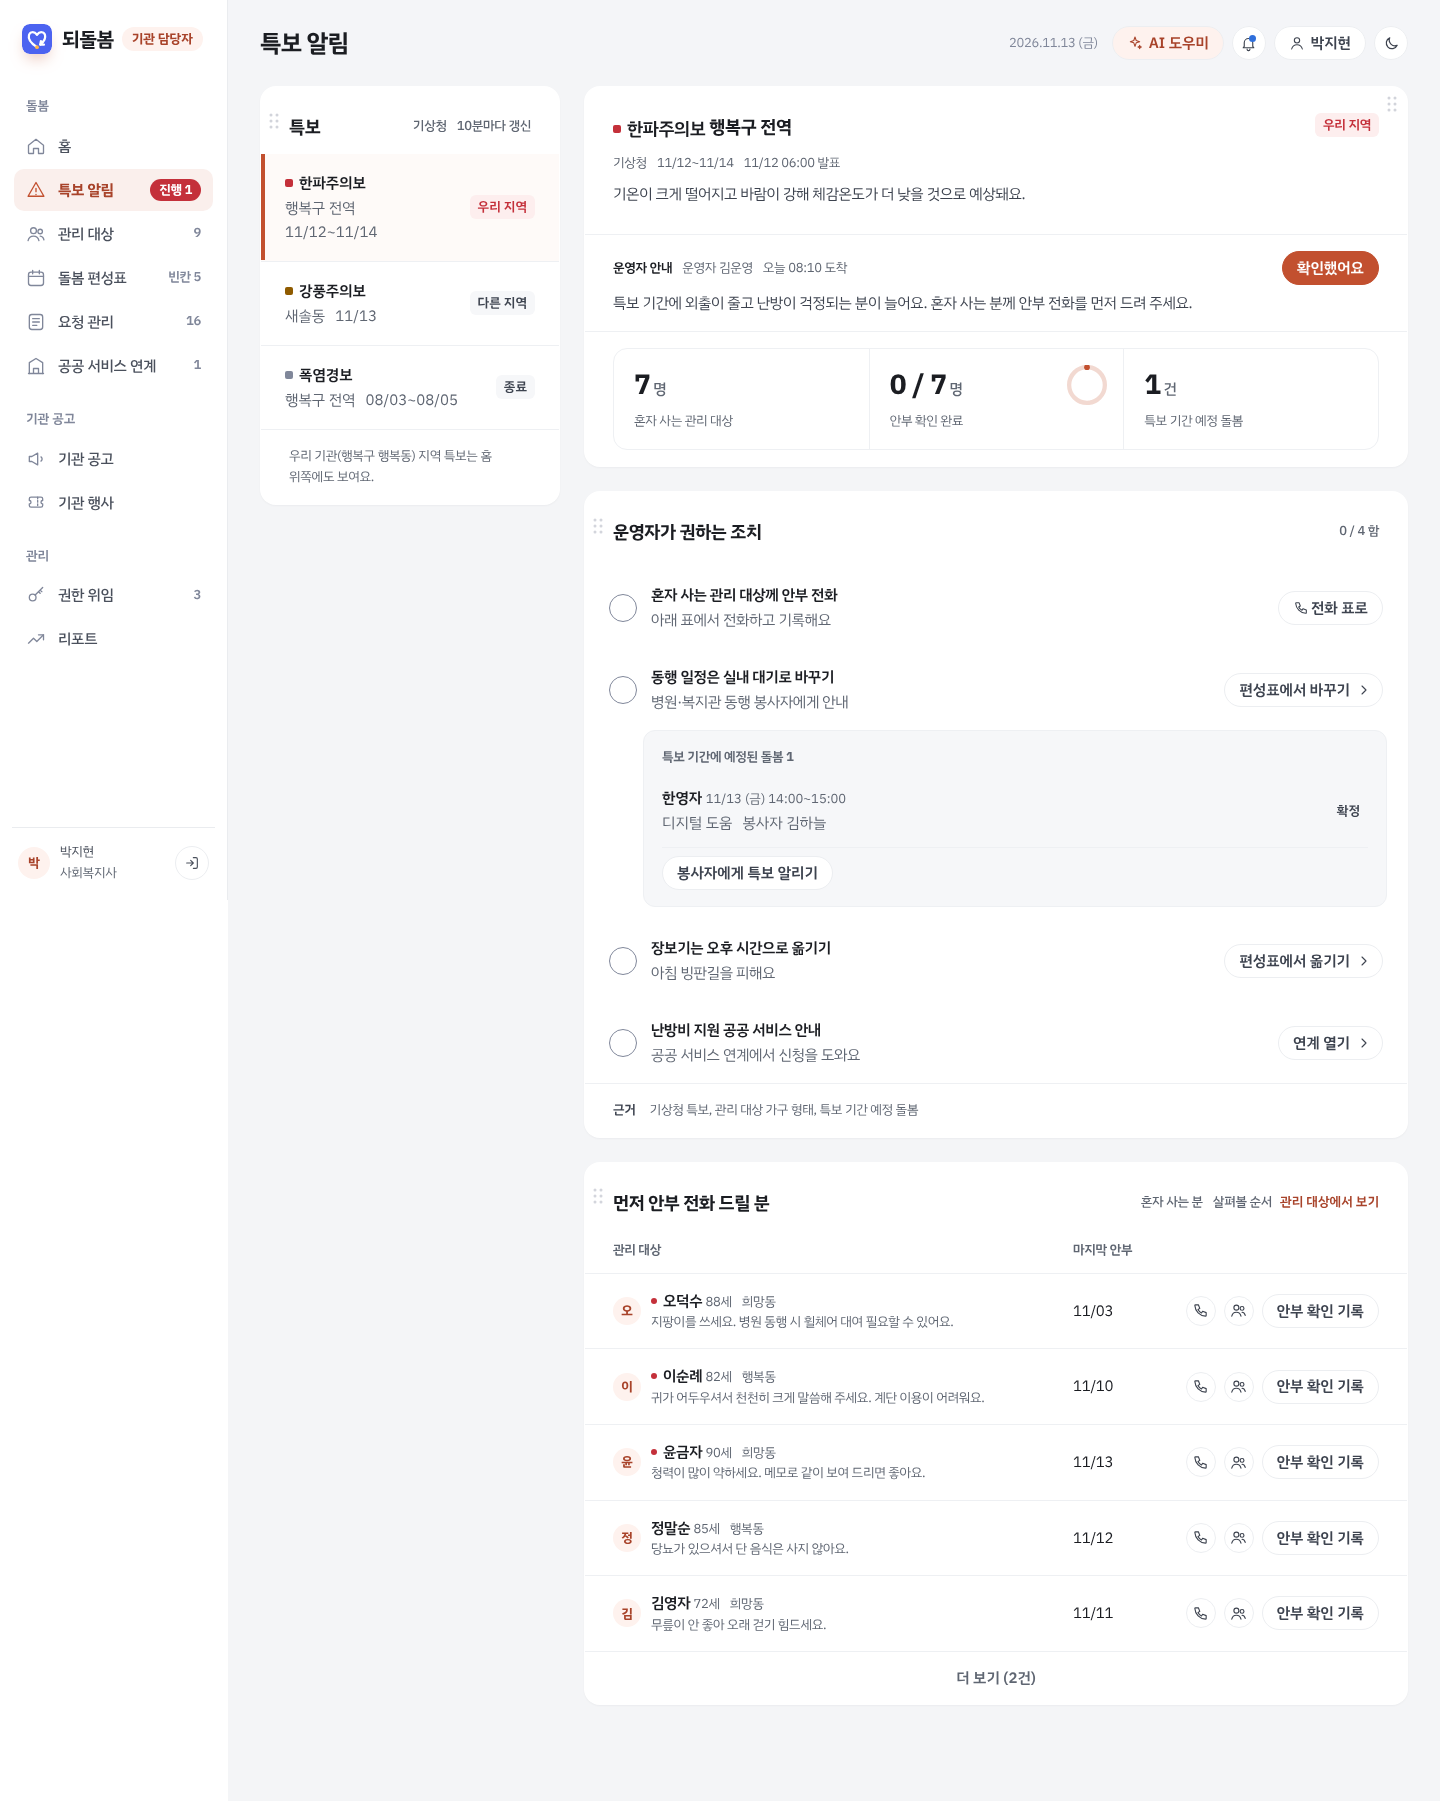 되돌봄 기관 담당자
돌봄
홈
특보 알림 진행 1
관리 대상 9
돌봄 편성표 빈칸 5
요청 관리 16
공공 서비스 연계 1
기관 공고
기관 공고
기관 행사
관리
권한 위임 3
리포트
박 박지현
사회복지사
특보 알림
2026.11.13 (금) AI 도우미 박지현
특보 기상청 10분마다 갱신
한파주의보
행복구 전역
11/12~11/14
우리 지역
강풍주의보
새솔동 11/13
다른 지역
폭염경보
행복구 전역 08/03~08/05
종료
우리 기관(행복구 행복동) 지역 특보는 홈
위쪽에도 보여요.
한파주의보 행복구 전역 우리 지역
기상청 11/12~11/14 11/12 06:00 발표
기온이 크게 떨어지고 바람이 강해 체감온도가 더 낮을 것으로 예상돼요.
운영자 안내 운영자 김운영 오늘 08:10 도착 확인했어요
특보 기간에 외출이 줄고 난방이 걱정되는 분이 늘어요. 혼자 사는 분께 안부 전화를 먼저 드려 주세요.
7 명
혼자 사는 관리 대상
0 / 7 명
안부 확인 완료
1 건
특보 기간 예정 돌봄
운영자가 권하는 조치 0 / 4 함
혼자 사는 관리 대상께 안부 전화
아래 표에서 전화하고 기록해요
전화 표로
동행 일정은 실내 대기로 바꾸기
병원·복지관 동행 봉사자에게 안내
편성표에서 바꾸기
특보 기간에 예정된 돌봄 1
한영자 11/13 (금) 14:00~15:00
디지털 도움 봉사자 김하늘
확정
봉사자에게 특보 알리기
장보기는 오후 시간으로 옮기기
아침 빙판길을 피해요
편성표에서 옮기기
난방비 지원 공공 서비스 안내
공공 서비스 연계에서 신청을 도와요
연계 열기
근거 기상청 특보, 관리 대상 가구 형태, 특보 기간 예정 돌봄
먼저 안부 전화 드릴 분 혼자 사는 분 살펴볼 순서 관리 대상에서 보기
관리 대상 마지막 안부
오 오덕수 88세 희망동
지팡이를 쓰세요. 병원 동행 시 휠체어 대여 필요할 수 있어요.
11/03 안부 확인 기록
이 이순례 82세 행복동
귀가 어두우셔서 천천히 크게 말씀해 주세요. 계단 이용이 어려워요.
11/10 안부 확인 기록
윤 윤금자 90세 희망동
청력이 많이 약하세요. 메모로 같이 보여 드리면 좋아요.
11/13 안부 확인 기록
정 정말순 85세 행복동
당뇨가 있으셔서 단 음식은 사지 않아요.
11/12 안부 확인 기록
김 김영자 72세 희망동
무릎이 안 좋아 오래 걷기 힘드세요.
11/11 안부 확인 기록
더 보기 (2건)